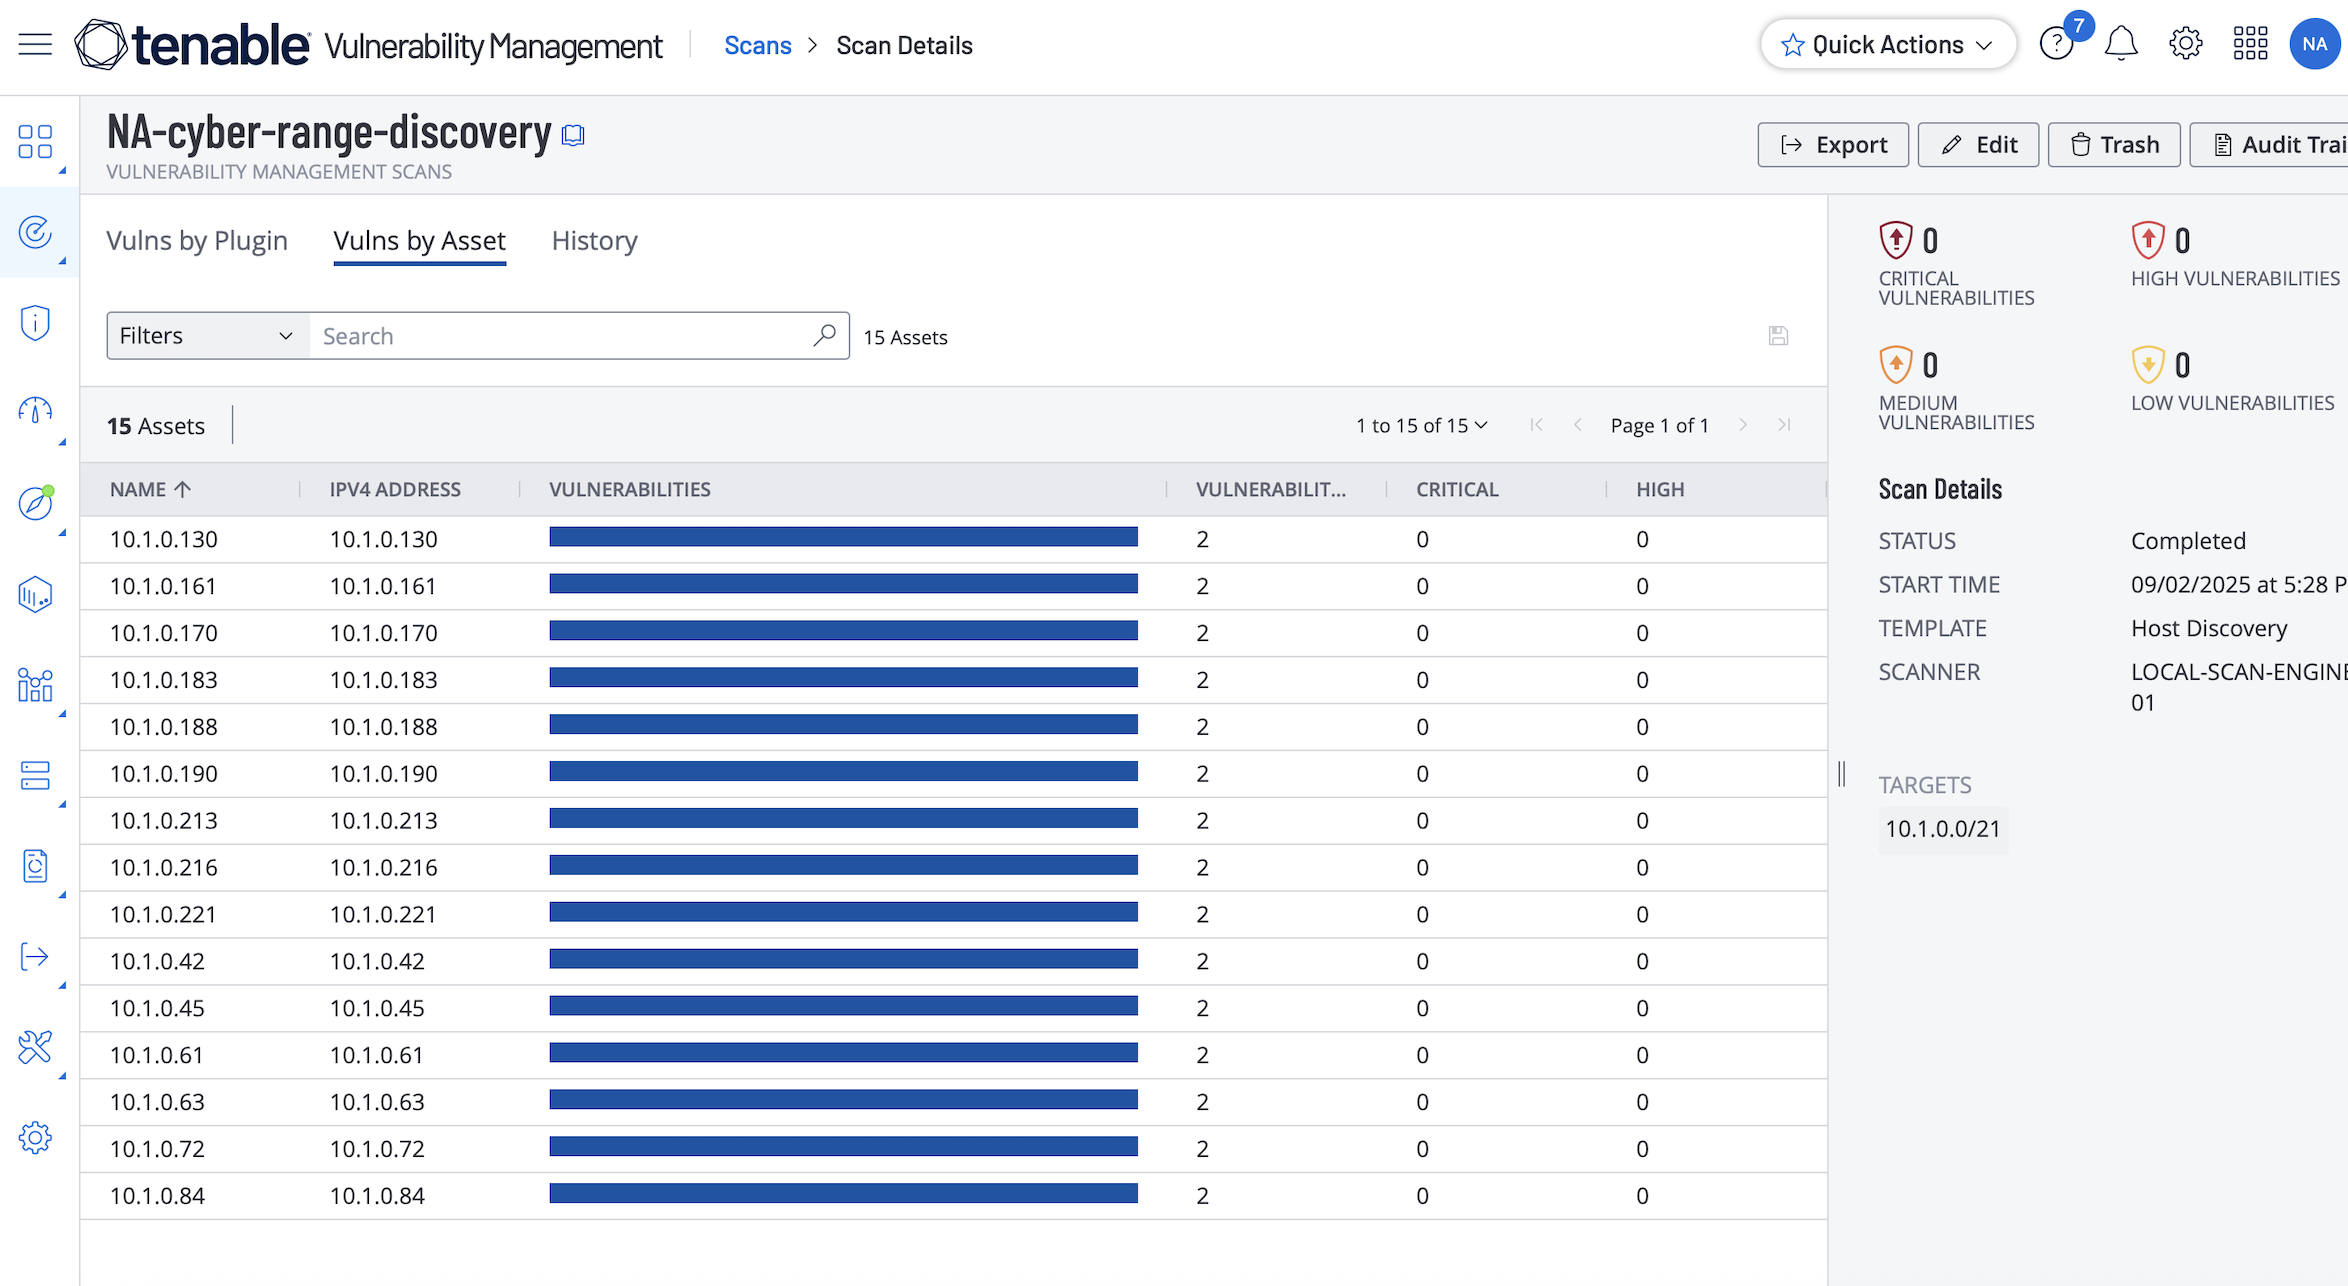 tenable Vulnerability Management Scans > Scan Details Quick Actions 7 NA
NA-cyber-range-discovery
VULNERABILITY MANAGEMENT SCANS
Export Edit Trash Audit Trai
Vulns by Plugin Vulns by Asset History
Filters Search 15 Assets
15 Assets 1 to 15 of 15 Page 1 of 1
NAME IPV4 ADDRESS VULNERABILITIES VULNERABILIT... CRITICAL HIGH
10.1.0.130 10.1.0.130 2 0 0
10.1.0.161 10.1.0.161 2 0 0
10.1.0.170 10.1.0.170 2 0 0
10.1.0.183 10.1.0.183 2 0 0
10.1.0.188 10.1.0.188 2 0 0
10.1.0.190 10.1.0.190 2 0 0
10.1.0.213 10.1.0.213 2 0 0
10.1.0.216 10.1.0.216 2 0 0
10.1.0.221 10.1.0.221 2 0 0
10.1.0.42 10.1.0.42 2 0 0
10.1.0.45 10.1.0.45 2 0 0
10.1.0.61 10.1.0.61 2 0 0
10.1.0.63 10.1.0.63 2 0 0
10.1.0.72 10.1.0.72 2 0 0
10.1.0.84 10.1.0.84 2 0 0
0
CRITICAL
VULNERABILITIES
0
HIGH VULNERABILITIES
0
MEDIUM
VULNERABILITIES
0
LOW VULNERABILITIES
Scan Details
STATUS Completed
START TIME 09/02/2025 at 5:28 P
TEMPLATE Host Discovery
SCANNER LOCAL-SCAN-ENGINE
01
TARGETS
10.1.0.0/21